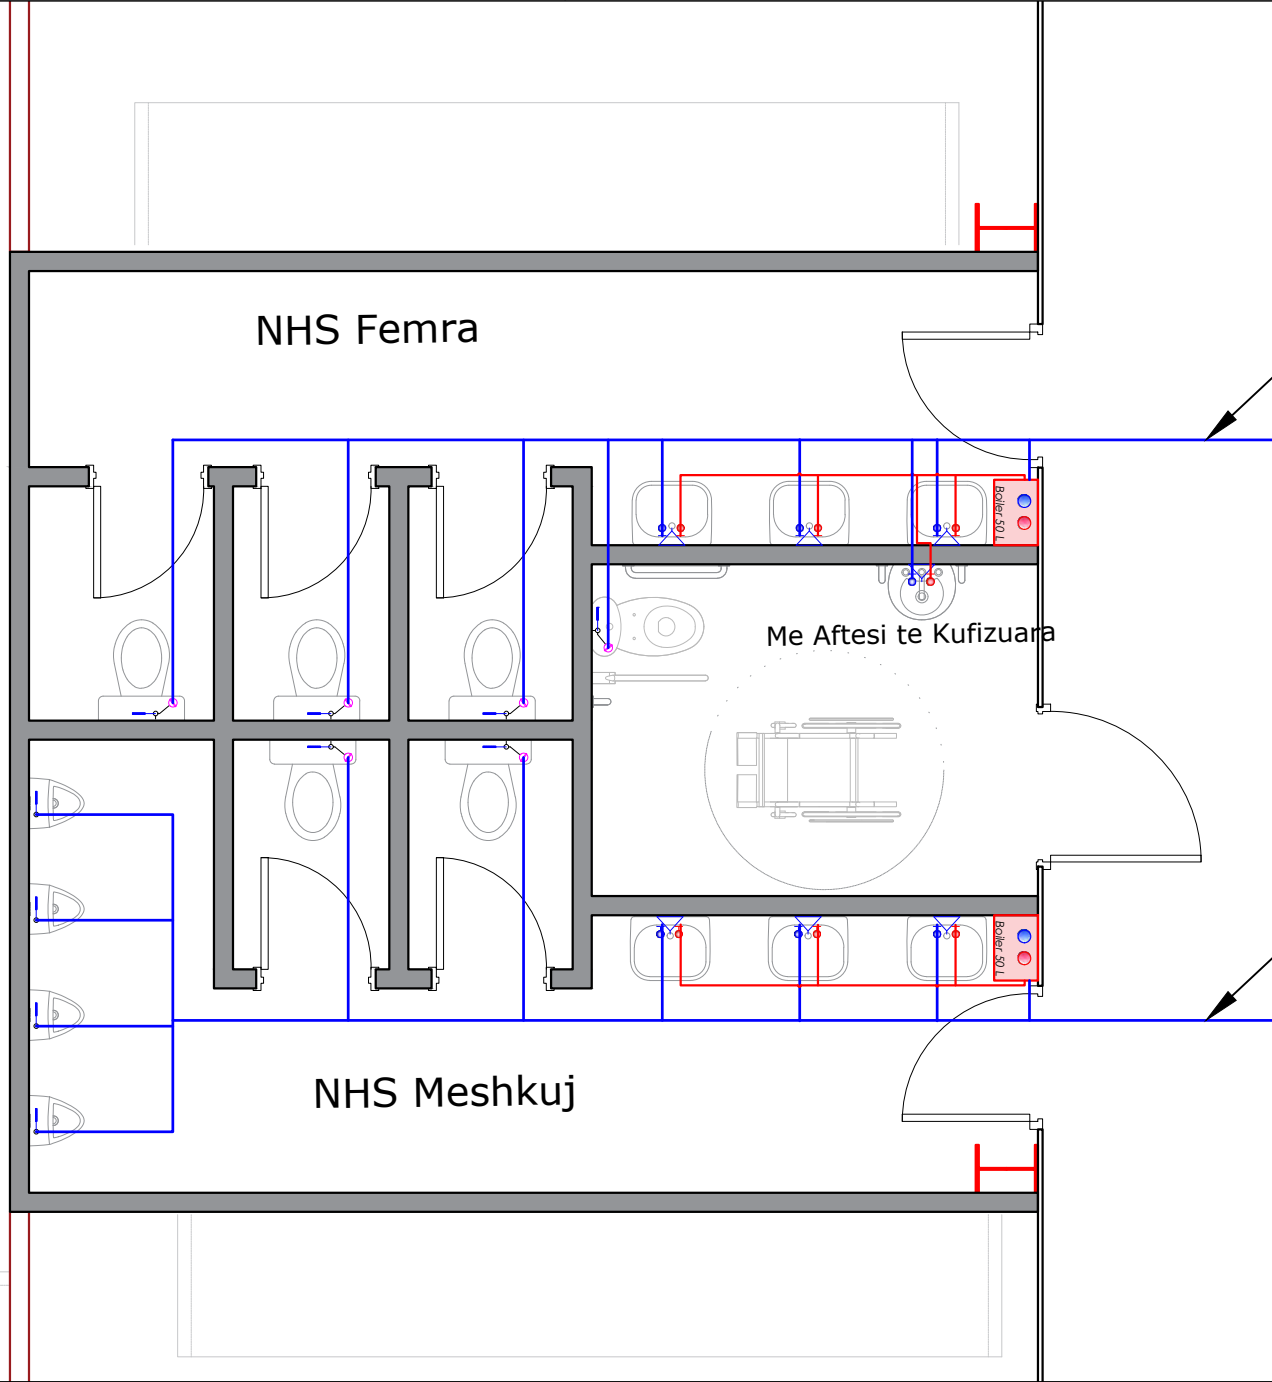 NHS Femra
Boiler 50 L
Me Aftesi te Kufizuara
Boiler 50 L
NHS Meshkuj